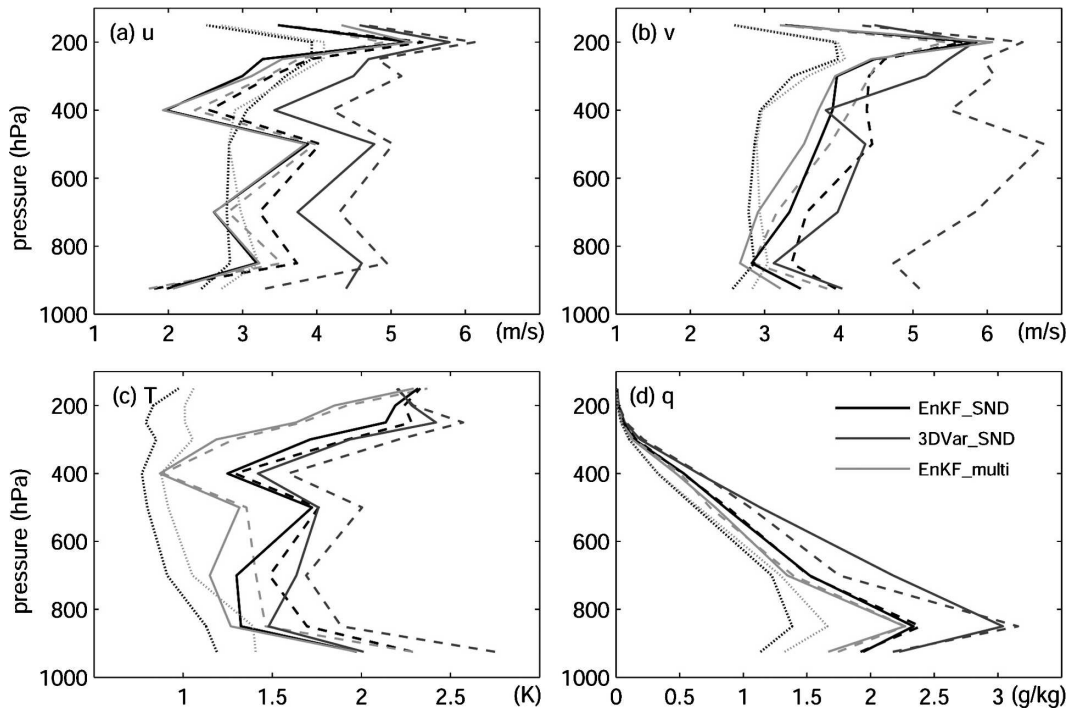 (a) u
(b) v
200
400
600
800
1000
pressure (hPa)
1 2 3 4 5 6 (m/s)
200
400
600
800
1000
1 2 3 4 5 6 (m/s)
(c) T
(d) q
200
400
600
800
1000
pressure (hPa)
1 1.5 2 2.5 (K)
200
400
600
800
1000
0 0.5 1 1.5 2 2.5 3 (g/kg)
EnKF_SND
3DVar_SND
EnKF_multi